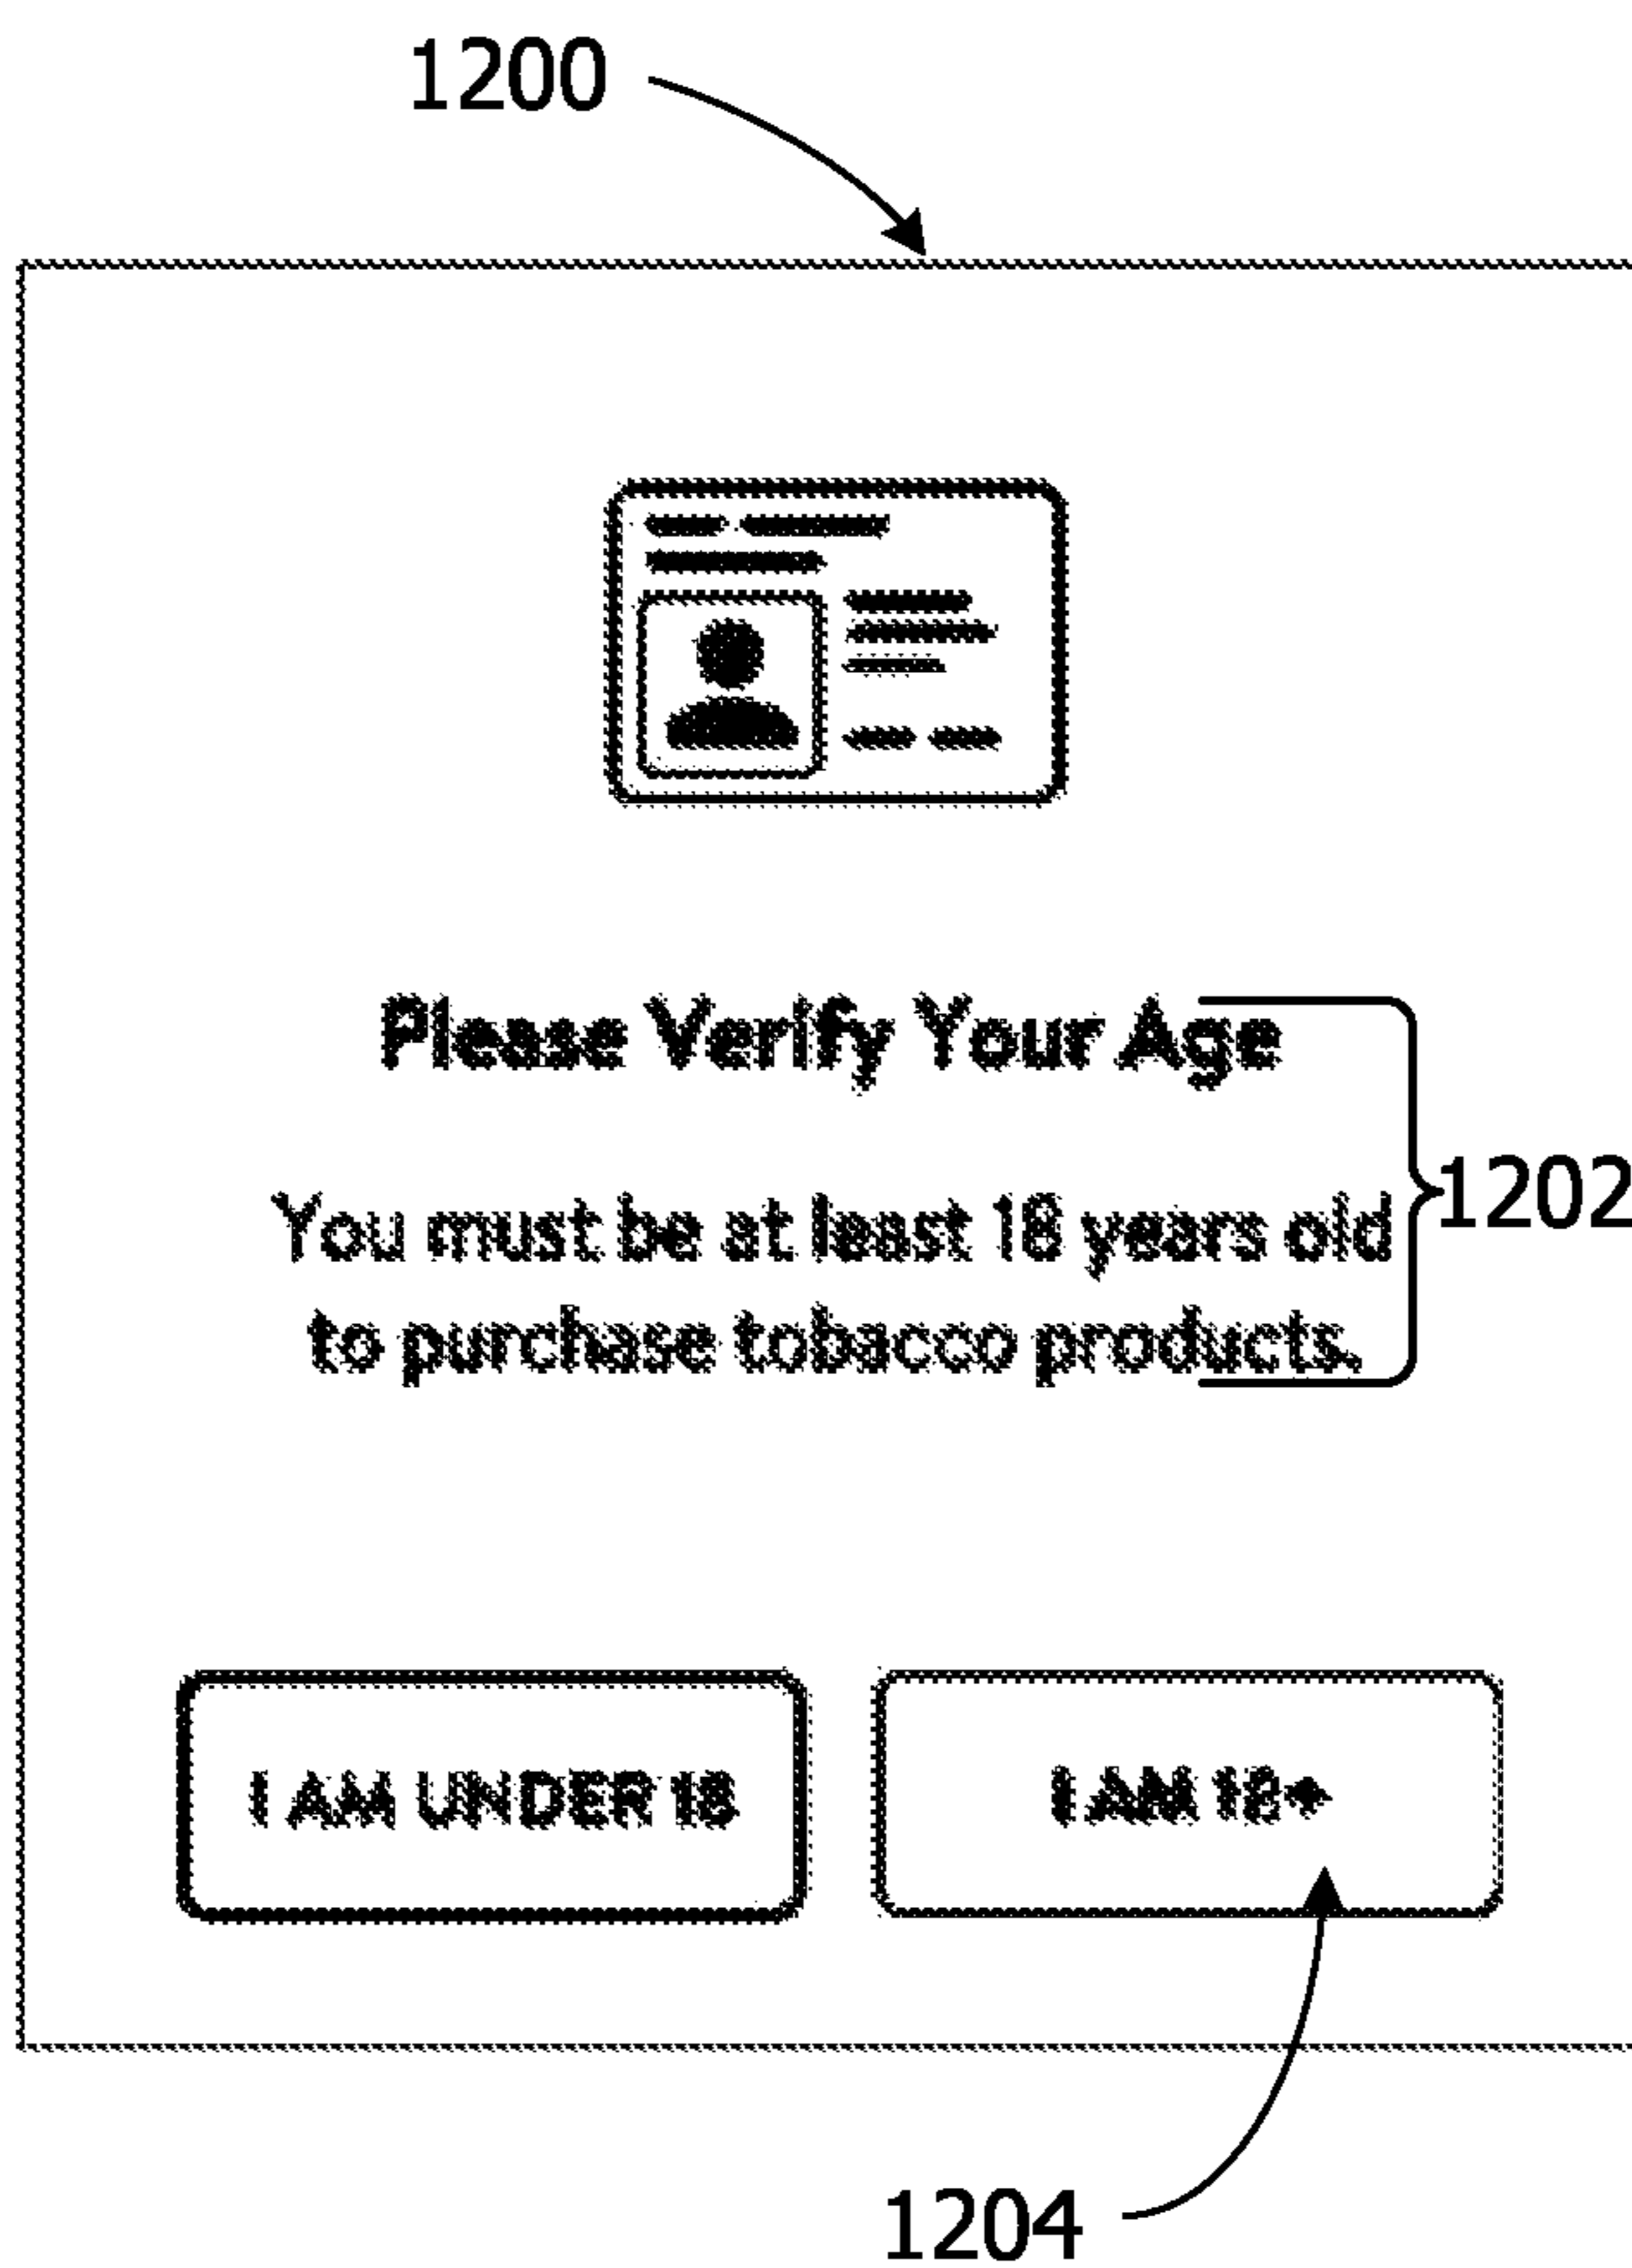 1200
Please Verify Your Age
You must be at least 18 years old
to purchase tobacco products.
1202
I AM UNDER 18
I AM 18+
1204